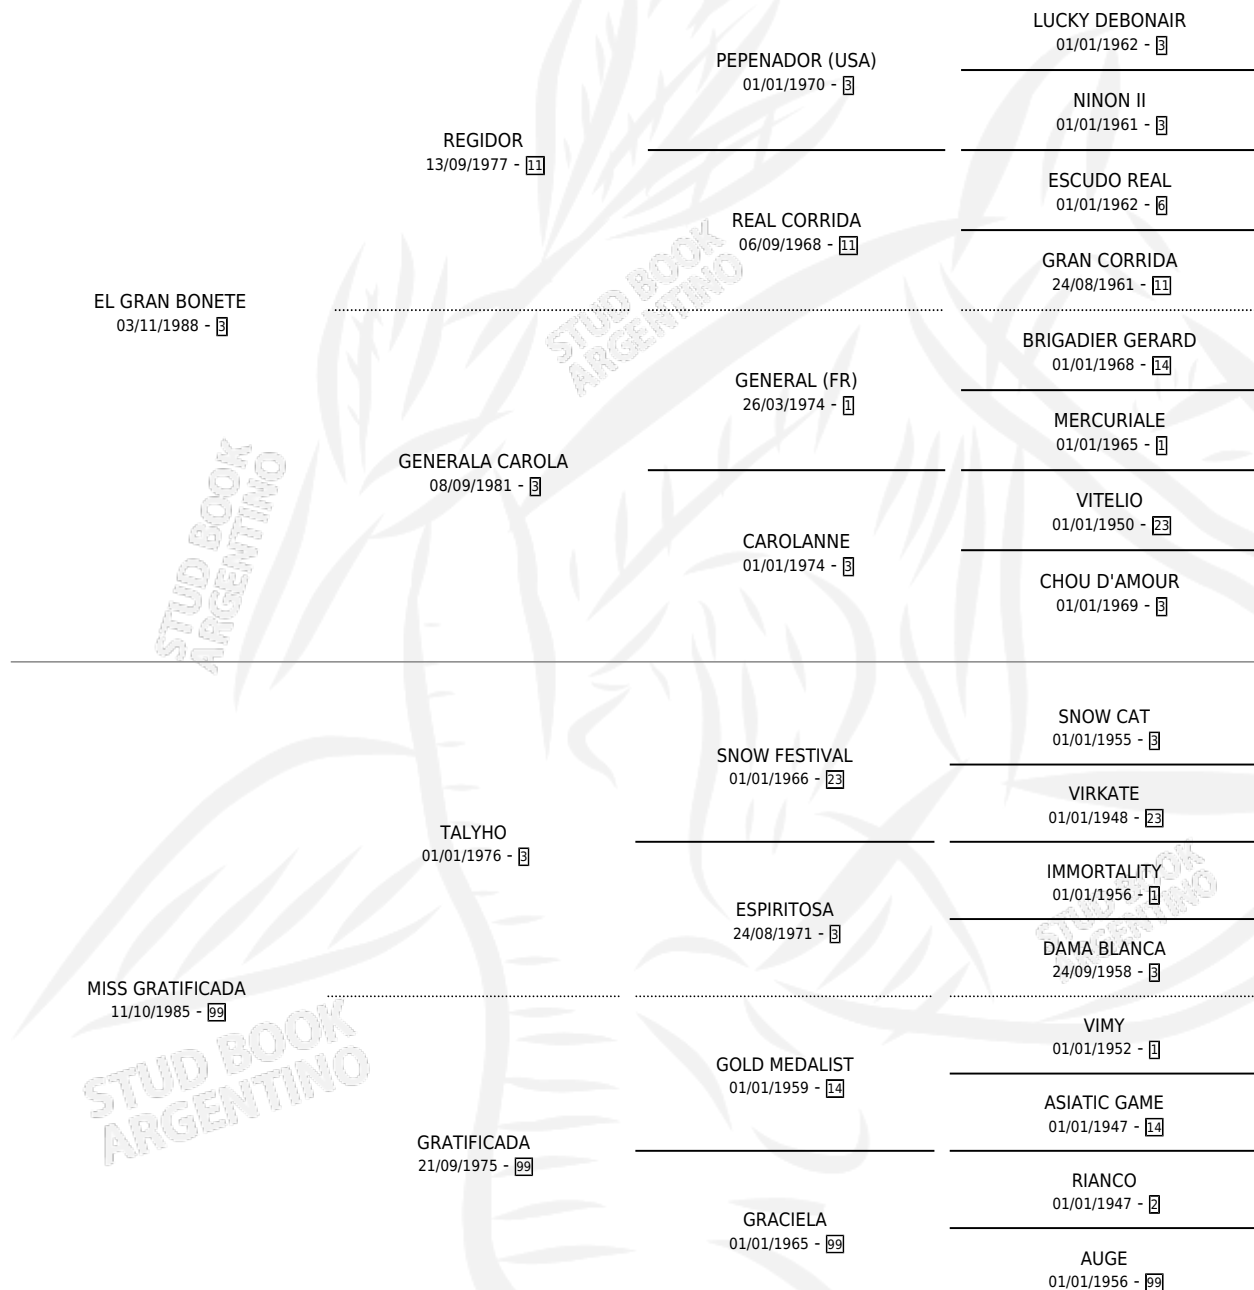 LUCKY DEBONAIR
01/01/1962 - 3
PEPENADOR (USA)
01/01/1970 - 3
NINON II
01/01/1961 - 3
REGIDOR
13/09/1977 - 11
ESCUDO REAL
01/01/1962 - 6
REAL CORRIDA
06/09/1968 - 11
GRAN CORRIDA
24/08/1961 - 11
EL GRAN BONETE
03/11/1988 - 3
BRIGADIER GERARD
01/01/1968 - 14
GENERAL (FR)
26/03/1974 - 1
MERCURIALE
01/01/1965 - 1
GENERALA CAROLA
08/09/1981 - 3
VITELIO
01/01/1950 - 23
CAROLANNE
01/01/1974 - 3
CHOU D'AMOUR
01/01/1969 - 3
SNOW CAT
01/01/1955 - 3
SNOW FESTIVAL
01/01/1966 - 23
VIRKATE
01/01/1948 - 23
TALYHO
01/01/1976 - 3
IMMORTALITY
01/01/1956 - 1
ESPIRITOSA
24/08/1971 - 3
DAMA BLANCA
24/09/1958 - 3
MISS GRATIFICADA
11/10/1985 - 99
VIMY
01/01/1952 - 1
GOLD MEDALIST
01/01/1959 - 14
ASIATIC GAME
01/01/1947 - 14
GRATIFICADA
21/09/1975 - 99
RIANCO
01/01/1947 - 2
GRACIELA
01/01/1965 - 99
AUGE
01/01/1956 - 99
STUD BOOK
ARGENTINO
STUD BOOK
ARGENTINO
STUD BOOK
ARGENTINO
STUD BOOK
ARGENTINO